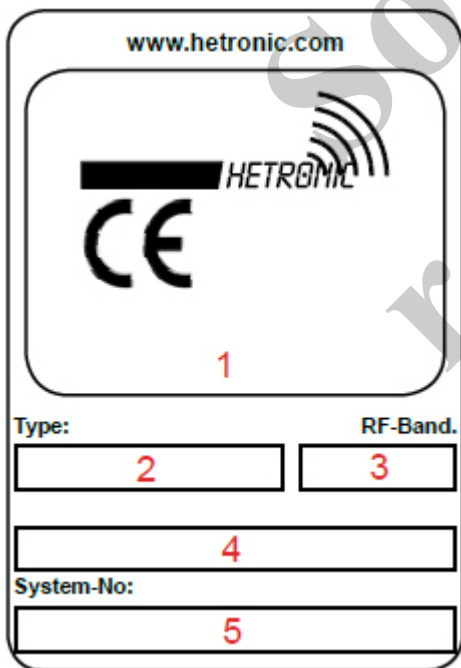 www.hetronic.com
HETRONIC
CE
1
Type: RF-Band.
2 3
4
System-No:
5